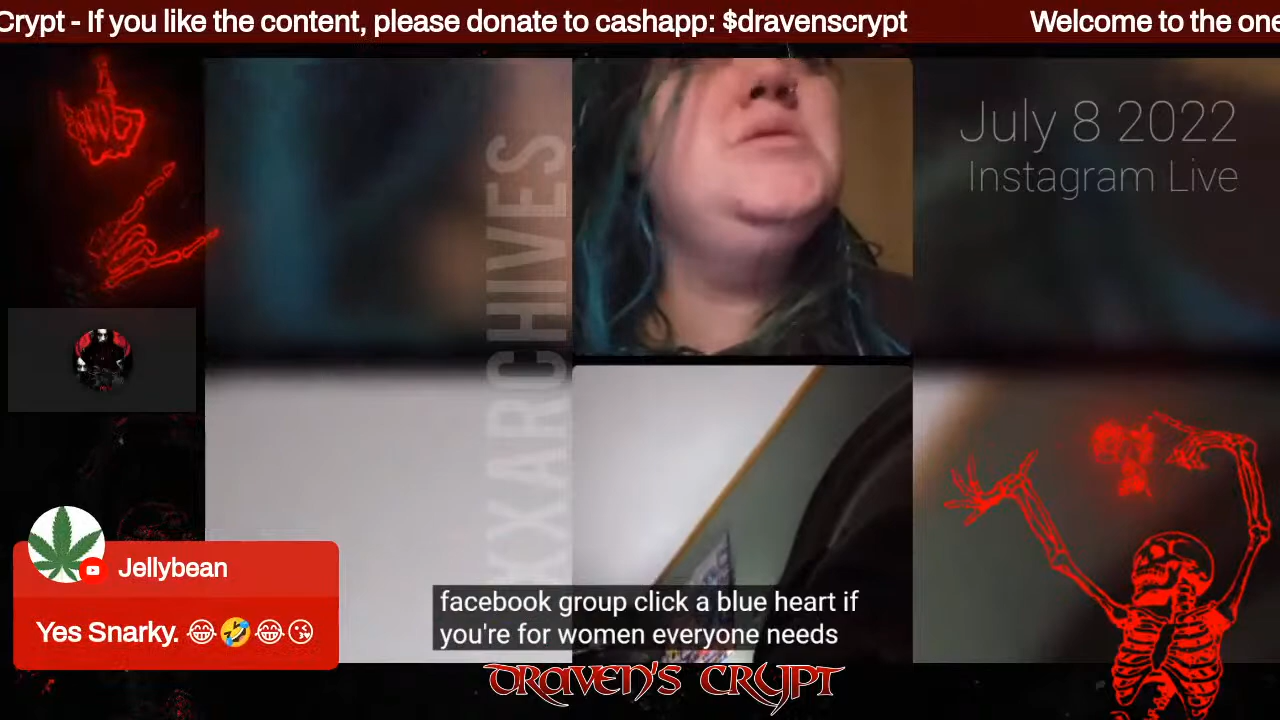 Crypt - If you like the content, please donate to cashapp: $dravenscrypt
Welcome to the one
July 8 2022
Instagram Live
XXARCHIVES
Jellybean
Yes Snarky. 😂🤣😂😘
facebook group click a blue heart if
you're for women everyone needs
DRAVEN'S CRYPT